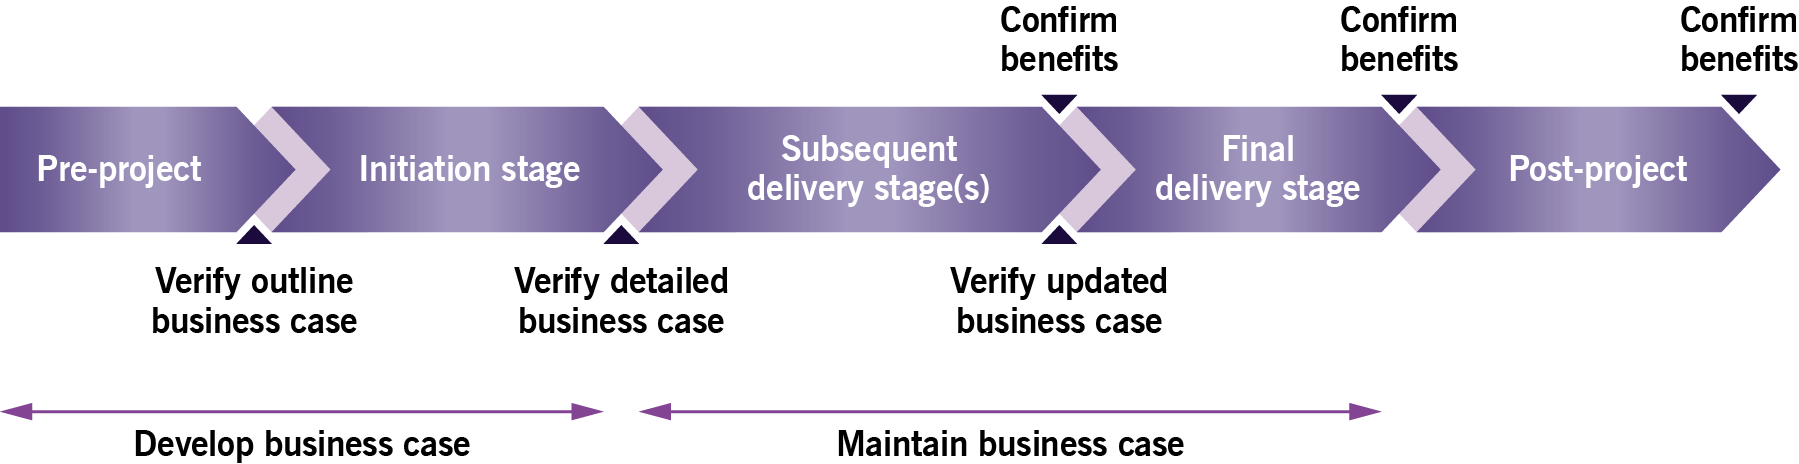 Confirm
benefits
Confirm
benefits
Confirm
benefits
Pre-project
Initiation stage
Subsequent
delivery stage(s)
Final
delivery stage
Post-project
Verify outline
business case
Verify detailed
business case
Verify updated
business case
Develop business case
Maintain business case